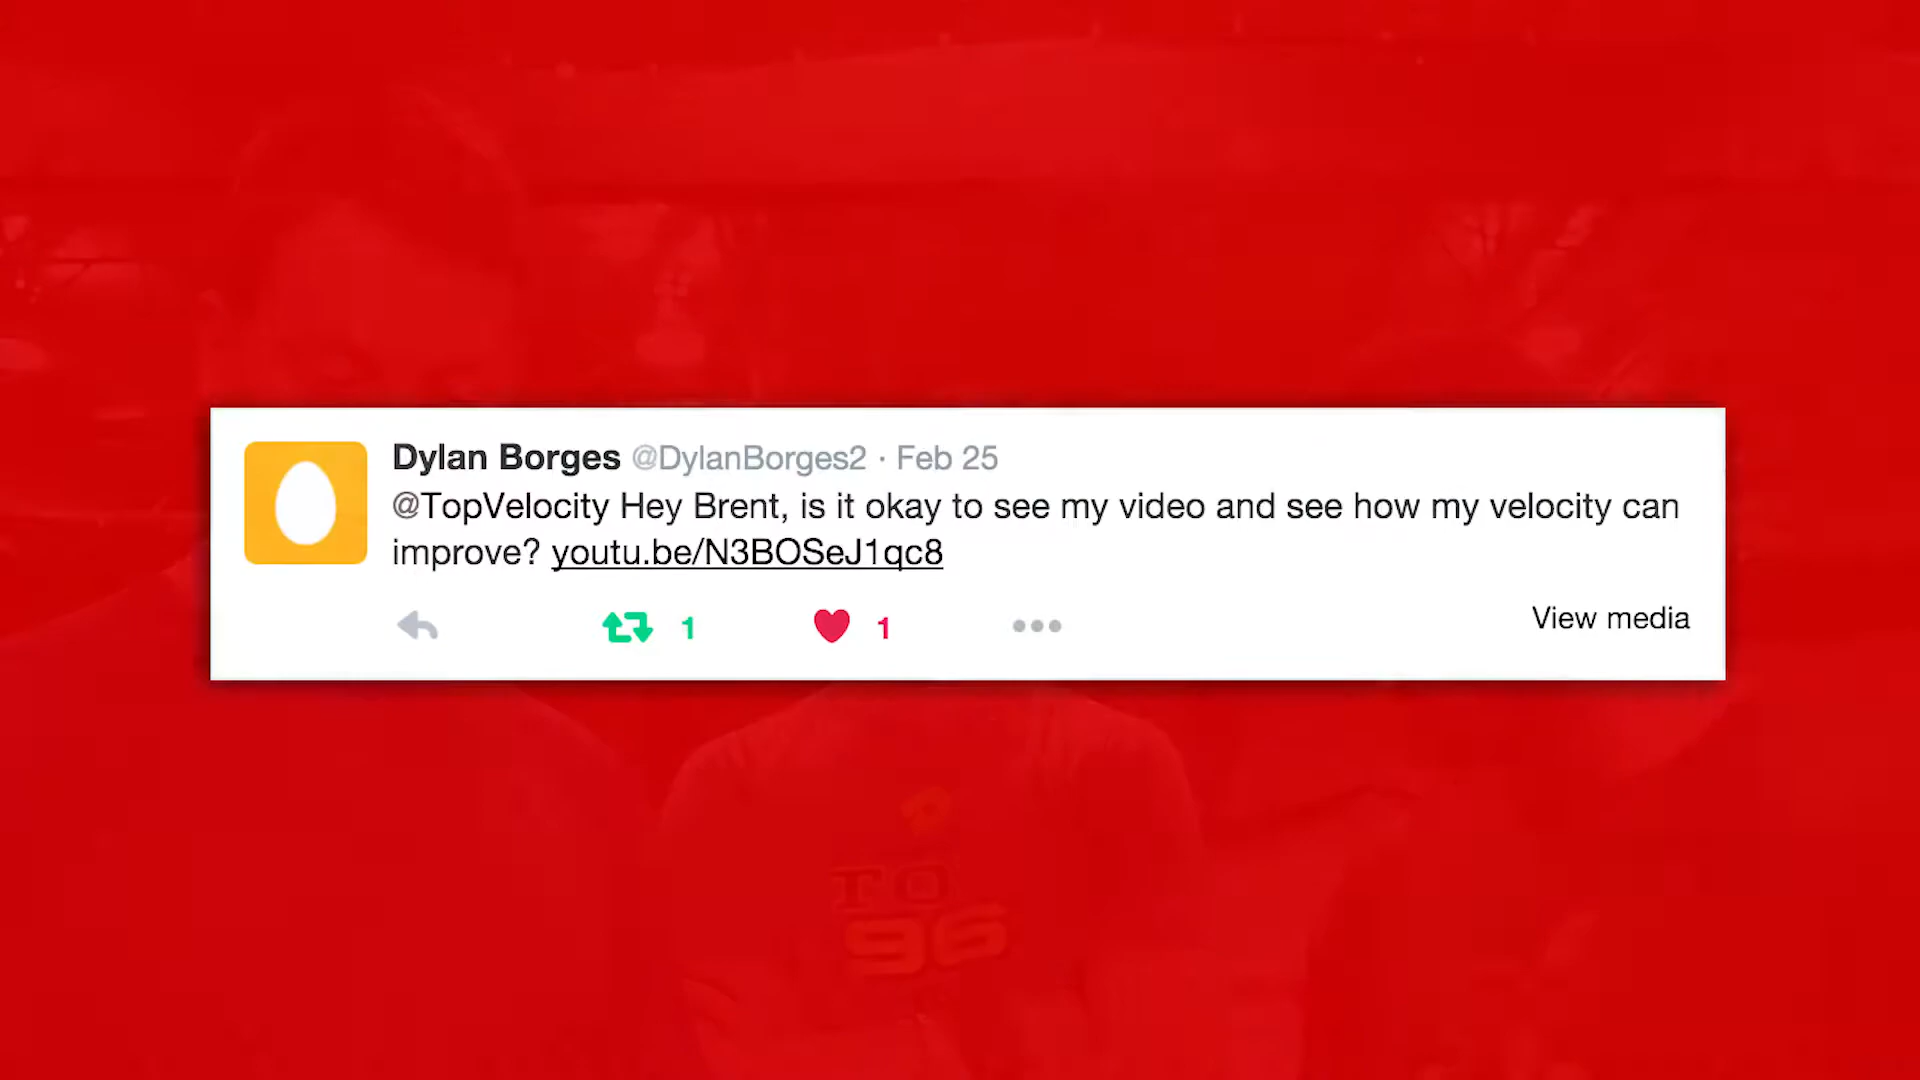 Dylan Borges @DylanBorges2 · Feb 25
@TopVelocity Hey Brent, is it okay to see my video and see how my velocity can
improve? youtu.be/N3BOSeJ1qc8
1 1 View media
96